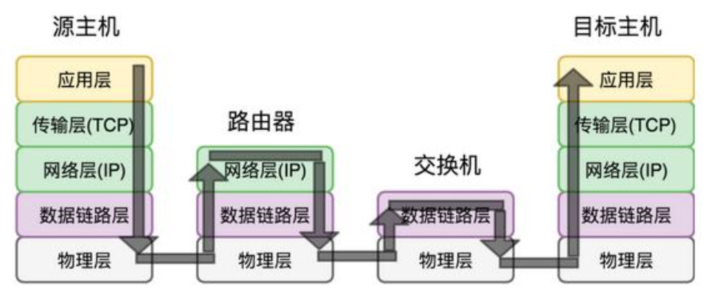 源主机
应用层
传输层(TCP)
网络层(IP)
数据链路层
物理层
路由器
网络层(IP)
数据链路层
物理层
交换机
数据链路层
物理层
目标主机
应用层
传输层(TCP)
网络层(IP)
数据链路层
物理层